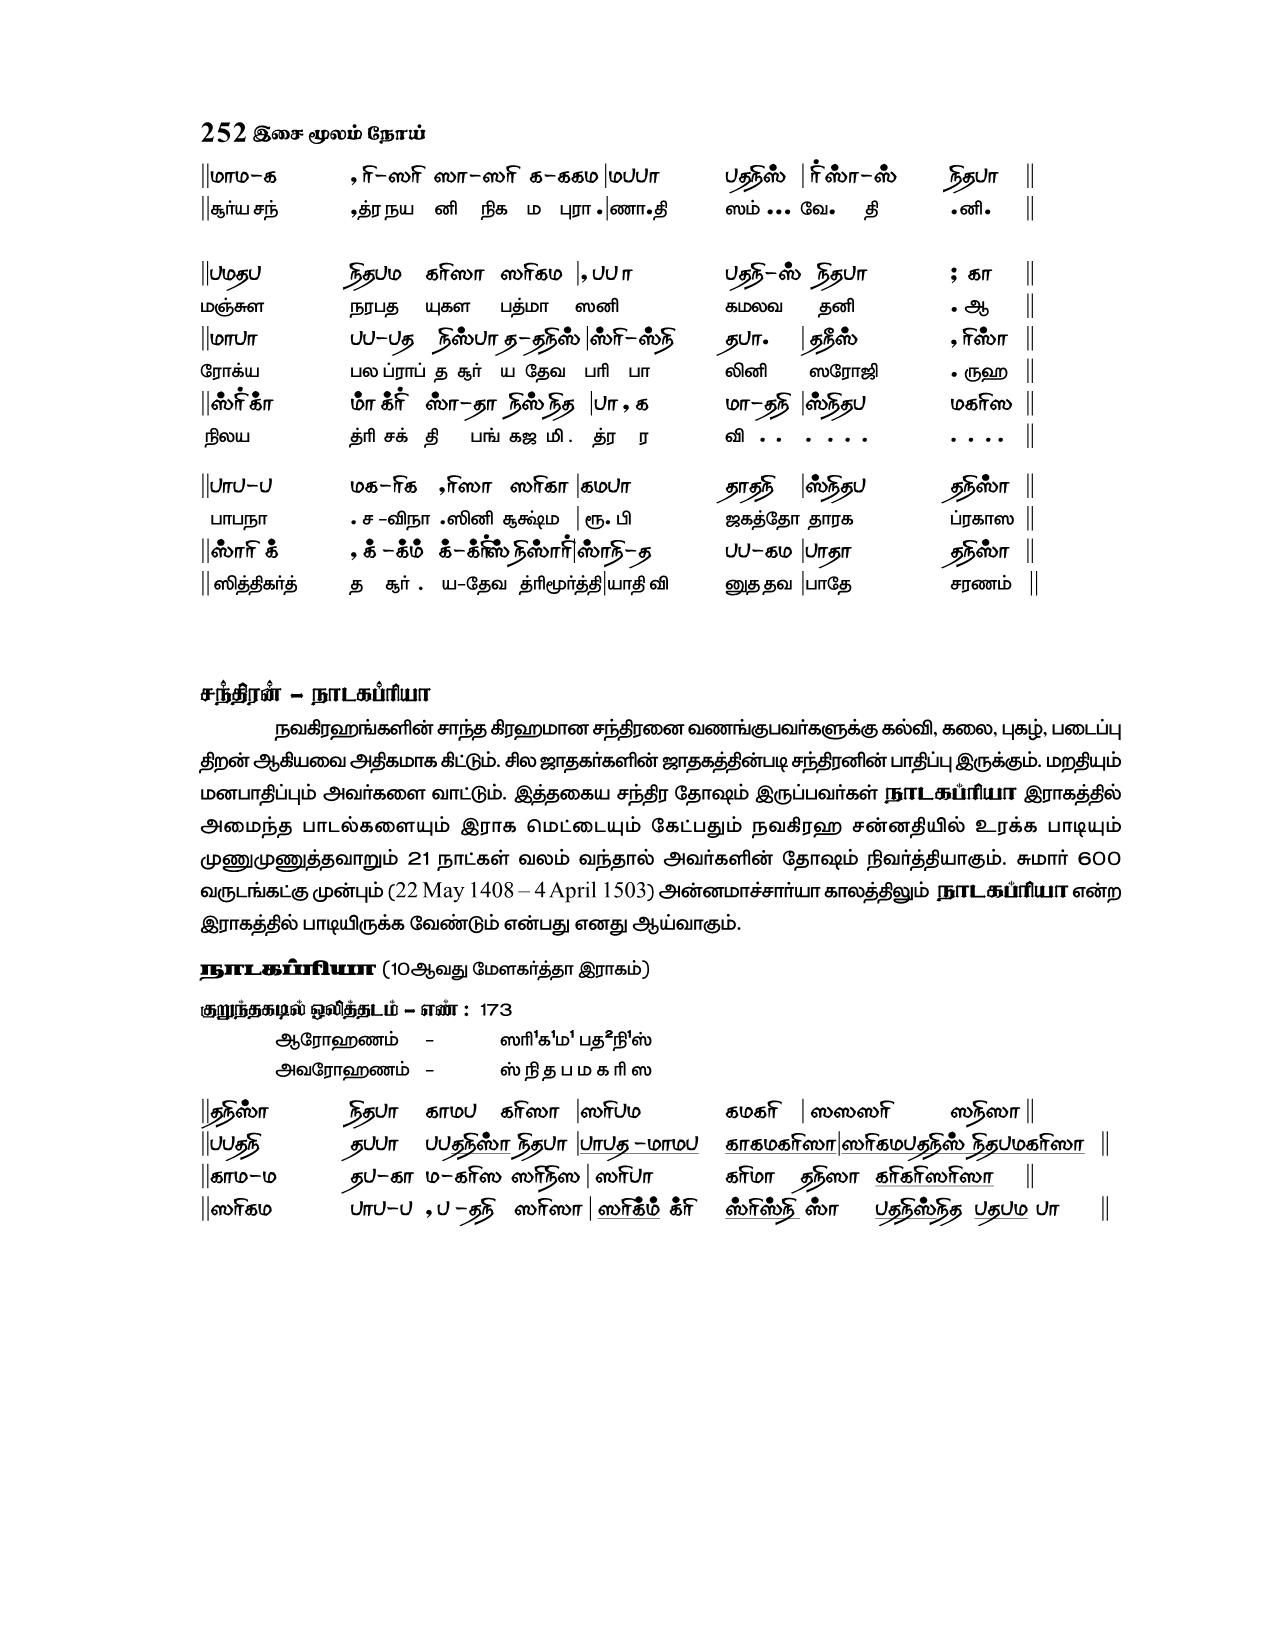 252 இசை மூலம் நோய்
||மாம–க , ரி–ஸரி ஸா–ஸரி க–ககம |மபபா பதநிஸ் |ரி்ஸா்–ஸ் நிதபா ||
||சூர்ய சந் ,த்ர நய னி நிக ம புரா .|ணா.தி ஸம் ... வே. தி .னி. ||
||பமதப நிதபம கரிஸா ஸரிகம |, பபா பதநி–ஸ் நிதபா ; கா ||
மஞ்சுள நரபத யுகள பத்மா ஸனி கமலவ தனி . ஆ ||
||மாபா பப–பத நிஸ்பா த–தநிஸ் |ஸ்ரி–ஸ்நி தபா. |தநீஸ் , ரிஸ்ா ||
ரோக்ய பல ப்ராப் த சூர் ய தேவ பரி பா லினி ஸரோஜி . ருஹ ||
||ஸ்ரி்கா் மா் க்ரி் ஸா்–தா நிஸ் நித |பா , க மா–தநி |ஸ்நிதப மகரிஸ
நிலய த்ரி சக் தி பங் கஜ மி . த்ர ர வி . . . . . . . . . . ||
||பாப–ப மக–ரிக , ரிஸா ஸரிகா |கமபா தாதநி |ஸ்நிதப தநிஸா் ||
பாபநா . ச –விநா .ஸினி சூக்ஷ்ம | ரூ. பி ஜகத்தோ தாரக ப்ரகாஸ ||
||ஸா்ரி் க் , க் –க்ம் க்–க்ரி்ஸ் நிஸா்ரி்|ஸா்நி–த பப–கம |பாதா தநிஸா் ||
|| ஸித்திகர்த் த சூர் . ய–தேவ த்ரிமூர்த்தி|யாதி வி னுத தவ |பாதே சரணம் ||
சந்திரன் – நாடகப்ரியா
நவகிரஹங்களின் சாந்த கிரஹமான சந்திரனை வணங்குபவர்களுக்கு கல்வி, கலை, புகழ், படைப்பு
திறன் ஆகியவை அதிகமாக கிட்டும். சில ஜாதகர்களின் ஜாதகத்தின்படி சந்திரனின் பாதிப்பு இருக்கும். மறதியும்
மனபாதிப்பும் அவர்களை வாட்டும். இத்தகைய சந்திர தோஷம் இருப்பவர்கள் நாடகப்ரியா இராகத்தில்
அமைந்த பாடல்களையும் இராக மெட்டையும் கேட்பதும் நவகிரஹ சன்னதியில் உரக்க பாடியும்
முணுமுணுத்தவாறும் 21 நாட்கள் வலம் வந்தால் அவர்களின் தோஷம் நிவர்த்தியாகும். சுமார் 600
வருடங்கட்கு முன்பும் (22 May 1408 – 4 April 1503) அன்னமாச்சார்யா காலத்திலும் நாடகப்ரியா என்ற
இராகத்தில் பாடியிருக்க வேண்டும் என்பது எனது ஆய்வாகும்.
நாடகப்ரியா (10ஆவது மேளகர்த்தா இராகம்)
குறுந்தகடில் ஒலித்தடம் – எண் : 173
ஆரோஹணம் – ஸரி¹க¹ம¹ பத²நி¹ஸ்
அவரோஹணம் – ஸ் நி த ப ம க ரி ஸ
||தநிஸா் நிதபா காமப கரிஸா |ஸரிபம கமகரி | ஸஸஸரி ஸநிஸா ||
||பபதநி தபபா பபதநிஸா் நிதபா |பாபத –மாமப காகமகரிஸா|ஸரிகமபதநிஸ் நிதபமகரிஸா ||
||காம–ம தப–கா ம–கரிஸ ஸரிநிஸ | ஸரிபா கரிமா தநிஸா கரிகரிஸரிஸா ||
||ஸரிகம பாப–ப , ப –தநி ஸரிஸா | ஸரிக்ம் க்ரி ஸ்ரிஸ்நி ஸா் பதநிஸ்நித பதபம பா ||